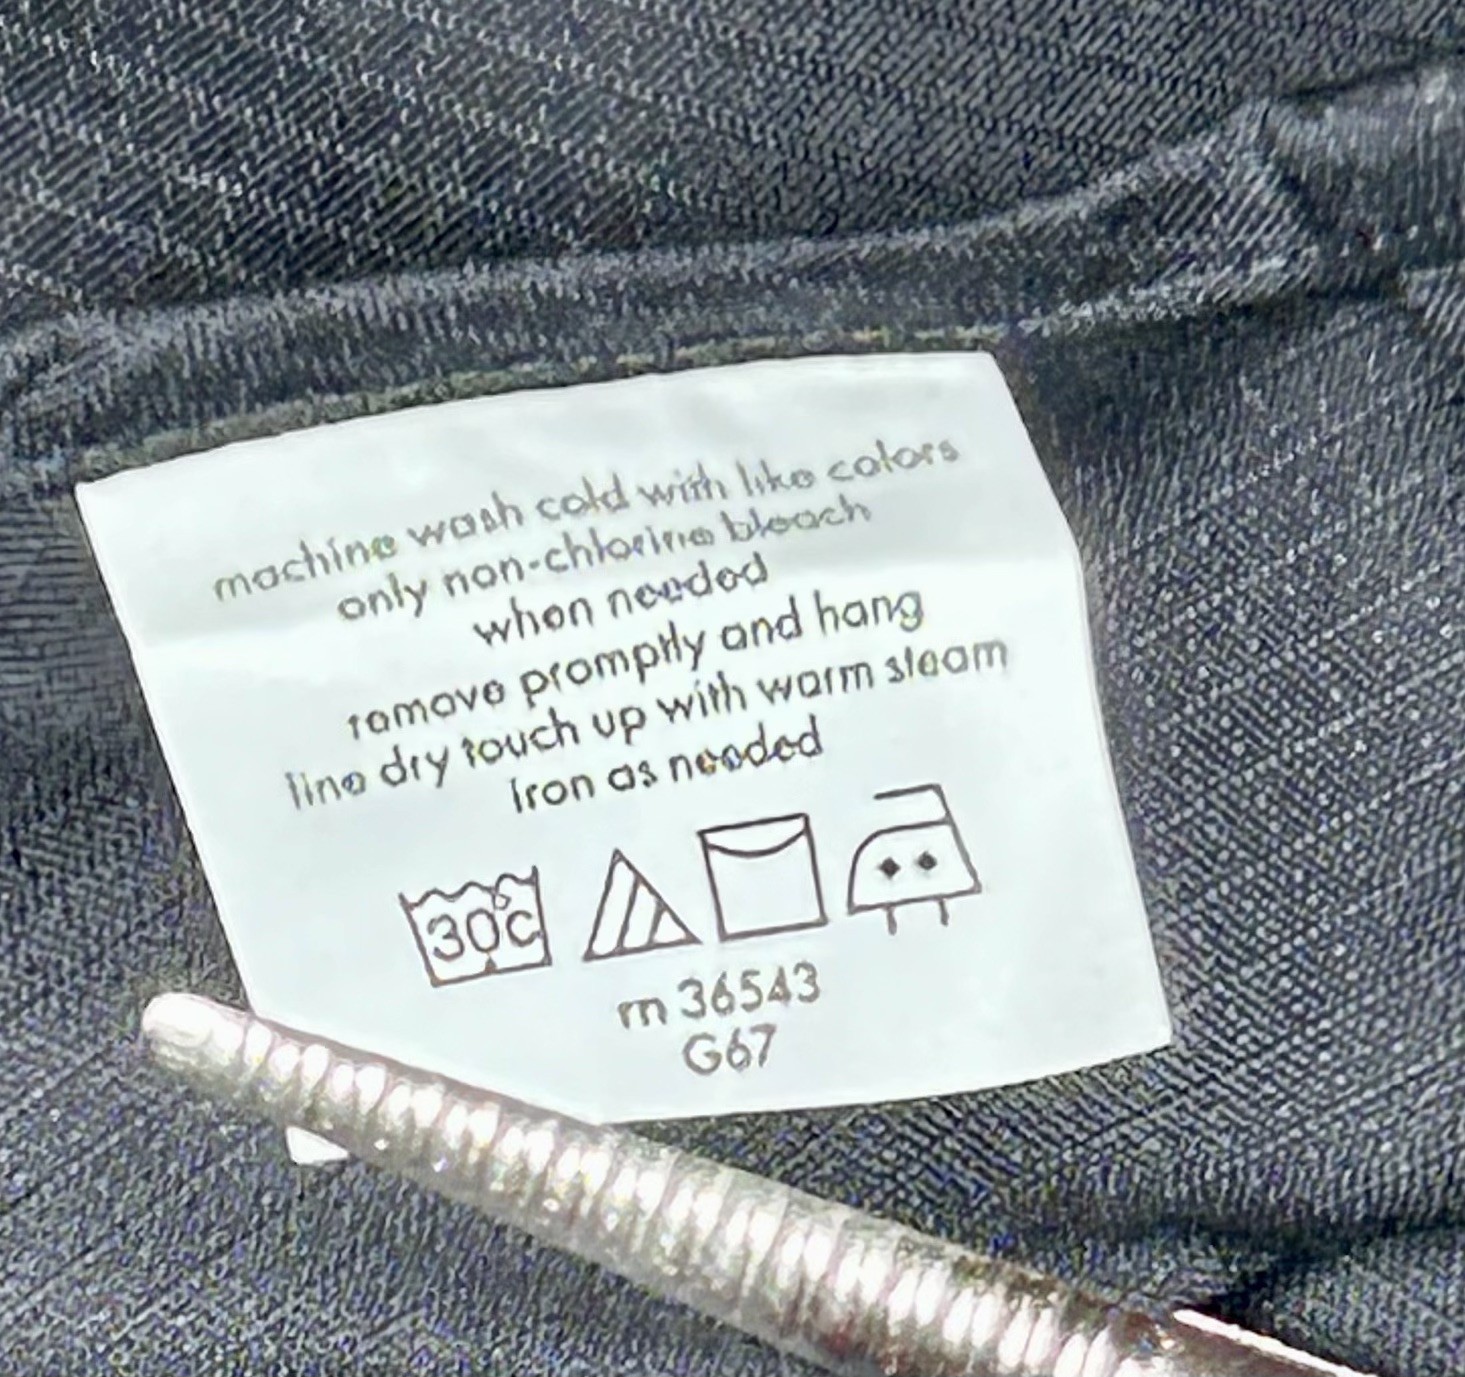 machine wash cold with like colors
only non-chlorine bleach
when needed
remove promptly and hang
line dry touch up with warm steam
iron as needed
30°C
m 36543
G67